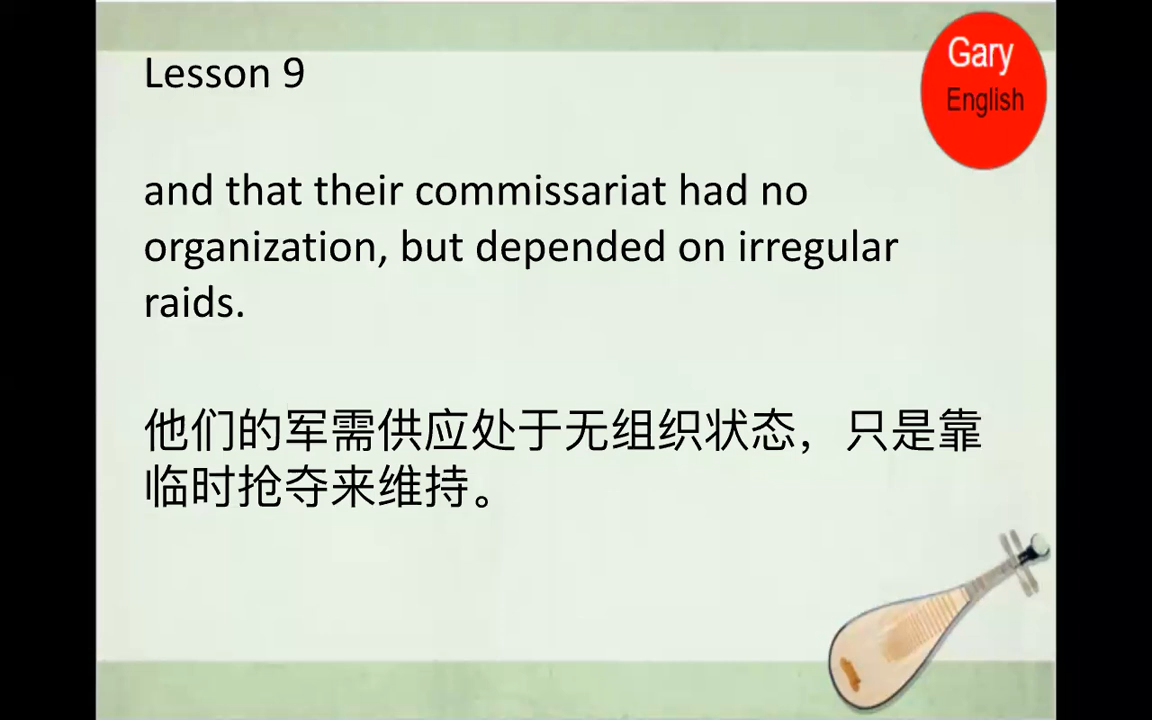 Lesson 9
Gary
English
and that their commissariat had no
organization, but depended on irregular
raids.
他们的军需供应处于无组织状态，只是靠
临时抢夺来维持。